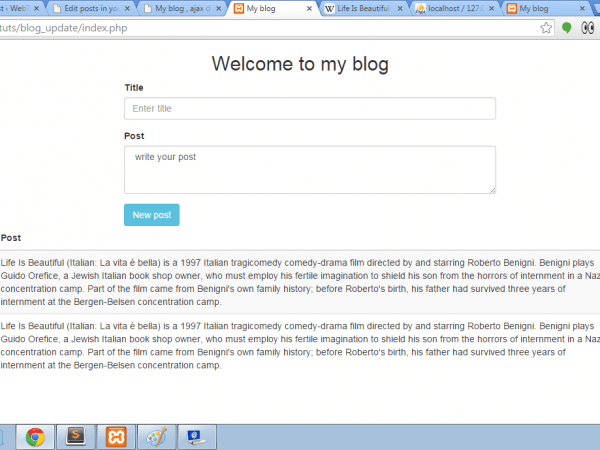 st ‹ WebT
Edit posts in yo
My blog , ajax d
My blog
Life Is Beautiful
localhost / 127.
My blog
tuts/blog_update/index.php
Welcome to my blog
Title
Enter title
Post
write your post
New post
Post
Life Is Beautiful (Italian: La vita è bella) is a 1997 Italian tragicomedy comedy-drama film directed by and starring Roberto Benigni. Benigni plays
Guido Orefice, a Jewish Italian book shop owner, who must employ his fertile imagination to shield his son from the horrors of internment in a Naz
concentration camp. Part of the film came from Benigni's own family history; before Roberto's birth, his father had survived three years of
internment at the Bergen-Belsen concentration camp.
Life Is Beautiful (Italian: La vita è bella) is a 1997 Italian tragicomedy comedy-drama film directed by and starring Roberto Benigni. Benigni plays
Guido Orefice, a Jewish Italian book shop owner, who must employ his fertile imagination to shield his son from the horrors of internment in a Naz
concentration camp. Part of the film came from Benigni's own family history; before Roberto's birth, his father had survived three years of
internment at the Bergen-Belsen concentration camp.